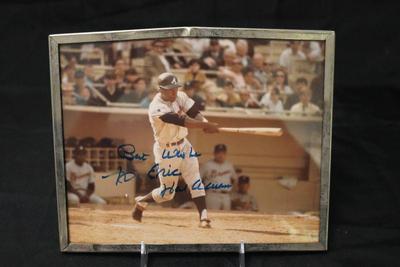 Best Wishes
to Eric
Hank Aaron